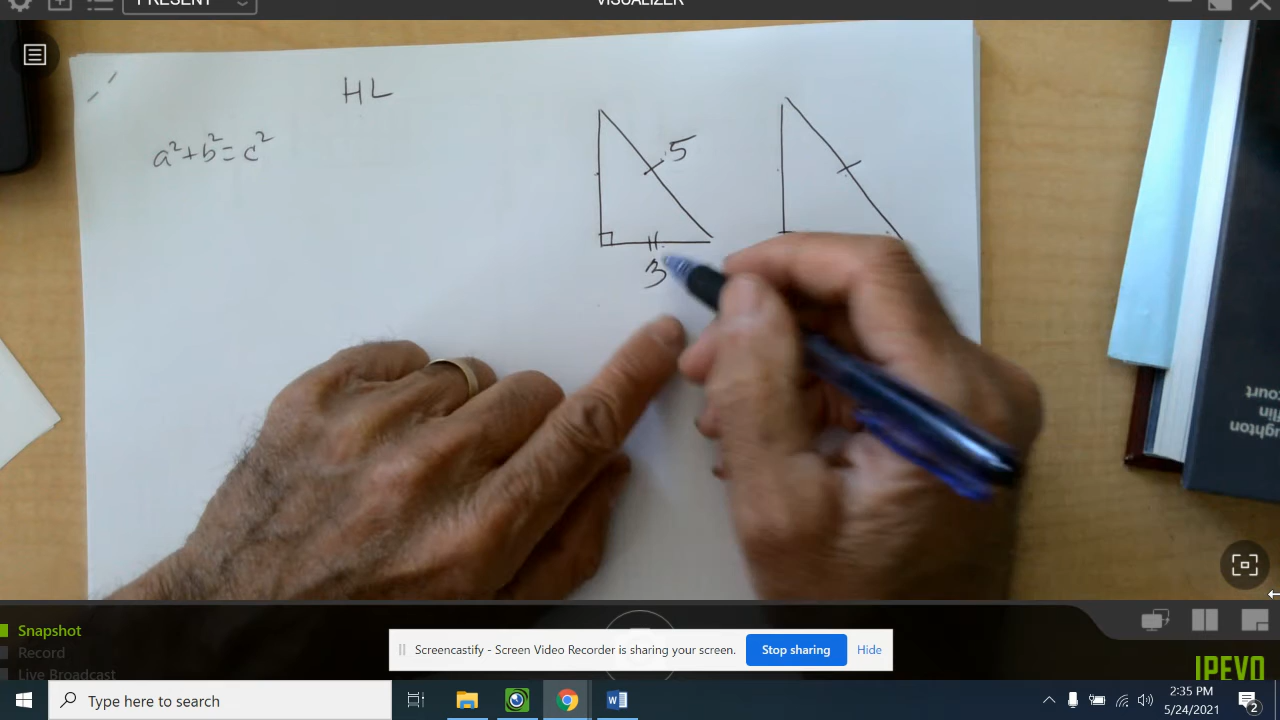 PRESENT
VISUALIZER
HL
a²+b²=c²
5
3
Snapshot
Record
Live Broadcast
Screencastify - Screen Video Recorder is sharing your screen.
Stop sharing
Hide
IPEVO
Type here to search
2:35 PM
5/24/2021
2